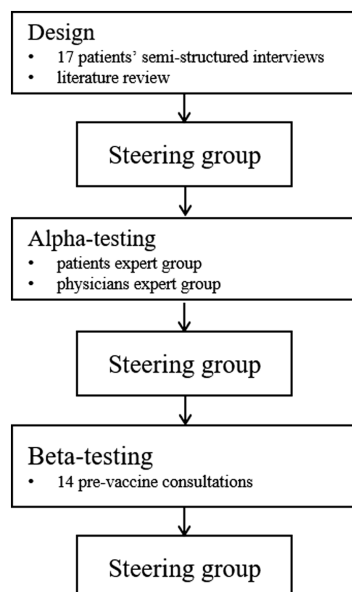 Design
• 17 patients’ semi-structured interviews
• literature review
Steering group
Alpha-testing
• patients expert group
• physicians expert group
Steering group
Beta-testing
• 14 pre-vaccine consultations
Steering group